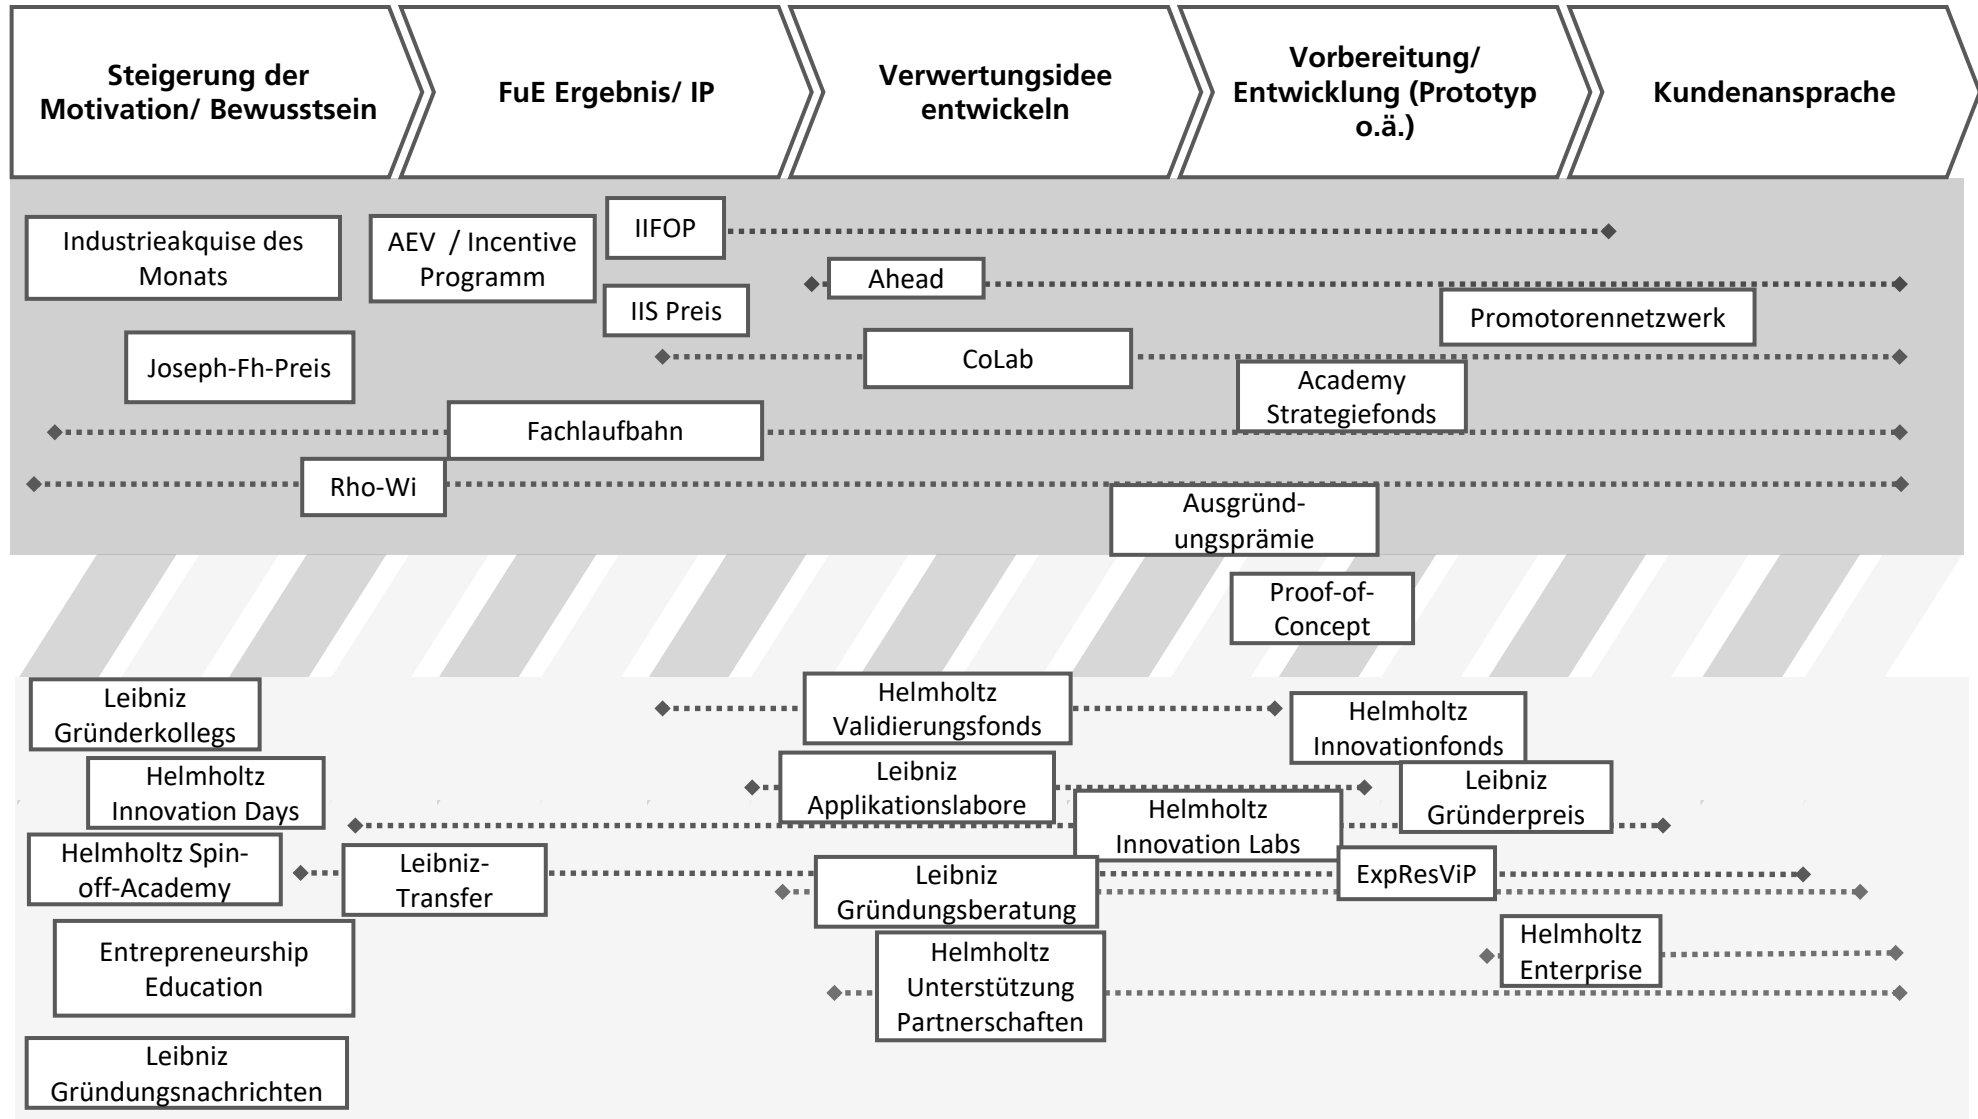 Steigerung der
Motivation/ Bewusstsein
FuE Ergebnis/ IP
Verwertungsidee
entwickeln
Vorbereitung/
Entwicklung (Prototyp
o.ä.)
Kundenansprache
Industrieakquise des
Monats
AEV / Incentive
Programm
IIFOP
Ahead
IIS Preis
Promotorennetzwerk
Joseph-Fh-Preis
CoLab
Academy
Strategiefonds
Fachlaufbahn
Rho-Wi
Ausgründ-
ungsprämie
Proof-of-
Concept
Leibniz
Gründerkollegs
Helmholtz
Validierungsfonds
Helmholtz
Innovationfonds
Helmholtz
Innovation Days
Leibniz
Applikationslabore
Leibniz
Gründerpreis
Helmholtz
Innovation Labs
Helmholtz Spin-
off-Academy
Leibniz-
Transfer
Leibniz
Gründungsberatung
ExpResViP
Entrepreneurship
Education
Helmholtz
Unterstützung
Partnerschaften
Helmholtz
Enterprise
Leibniz
Gründungsnachrichten